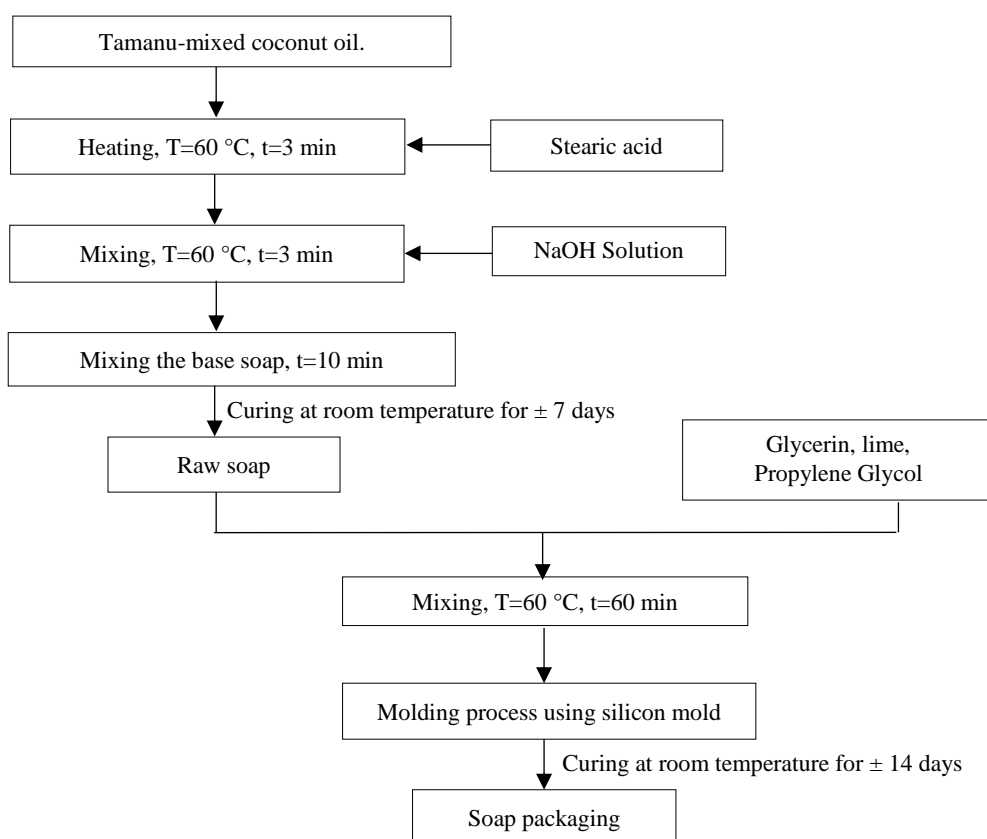 Tamanu-mixed coconut oil.
Heating, T=60 °C, t=3 min
Stearic acid
Mixing, T=60 °C, t=3 min
NaOH Solution
Mixing the base soap, t=10 min
Curing at room temperature for ± 7 days
Raw soap
Glycerin, lime,
Propylene Glycol
Mixing, T=60 °C, t=60 min
Molding process using silicon mold
Curing at room temperature for ± 14 days
Soap packaging